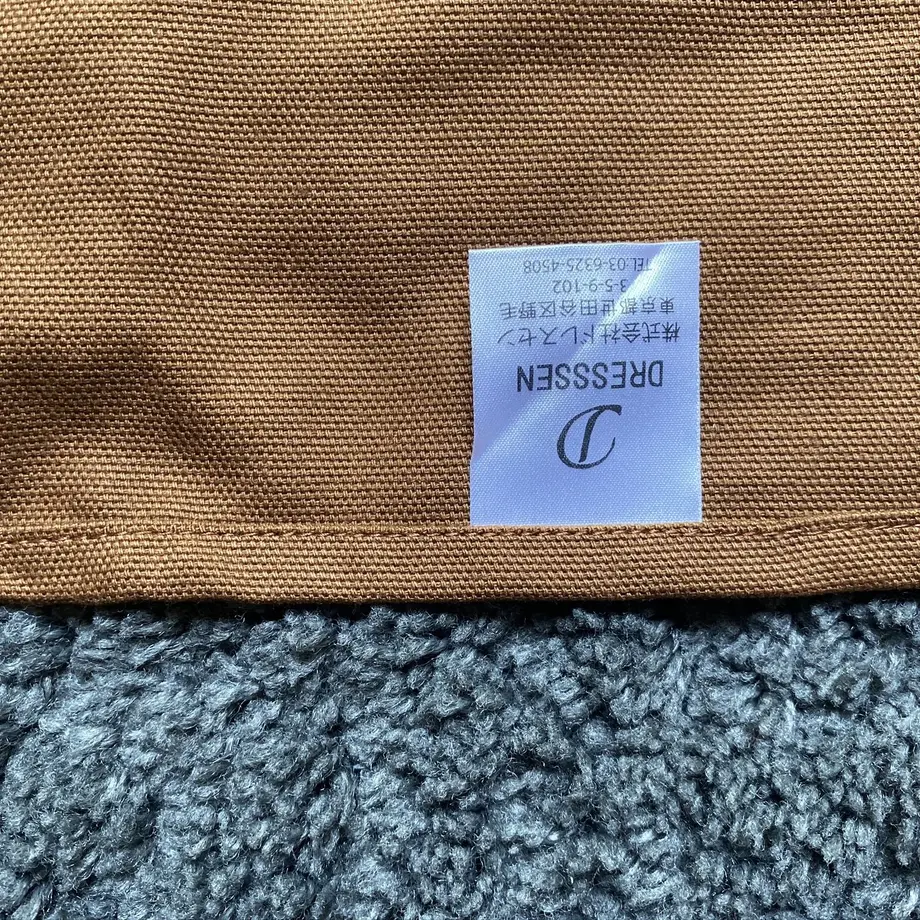 D
DRESSSEN
株式会社ドレスセン
東京都世田谷区野毛
3-5-9-102
TEL:03-6325-4508